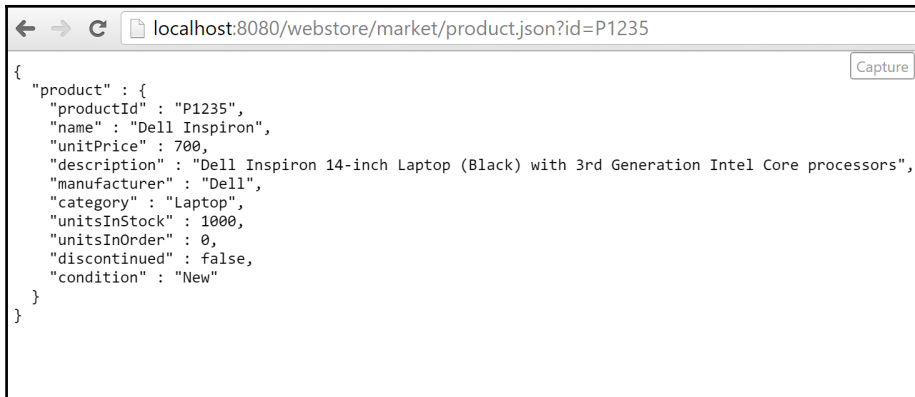 localhost:8080/webstore/market/product.json?id=P1235
Capture
{
  "product" : {
    "productId" : "P1235",
    "name" : "Dell Inspiron",
    "unitPrice" : 700,
    "description" : "Dell Inspiron 14-inch Laptop (Black) with 3rd Generation Intel Core processors",
    "manufacturer" : "Dell",
    "category" : "Laptop",
    "unitsInStock" : 1000,
    "unitsInOrder" : 0,
    "discontinued" : false,
    "condition" : "New"
  }
}